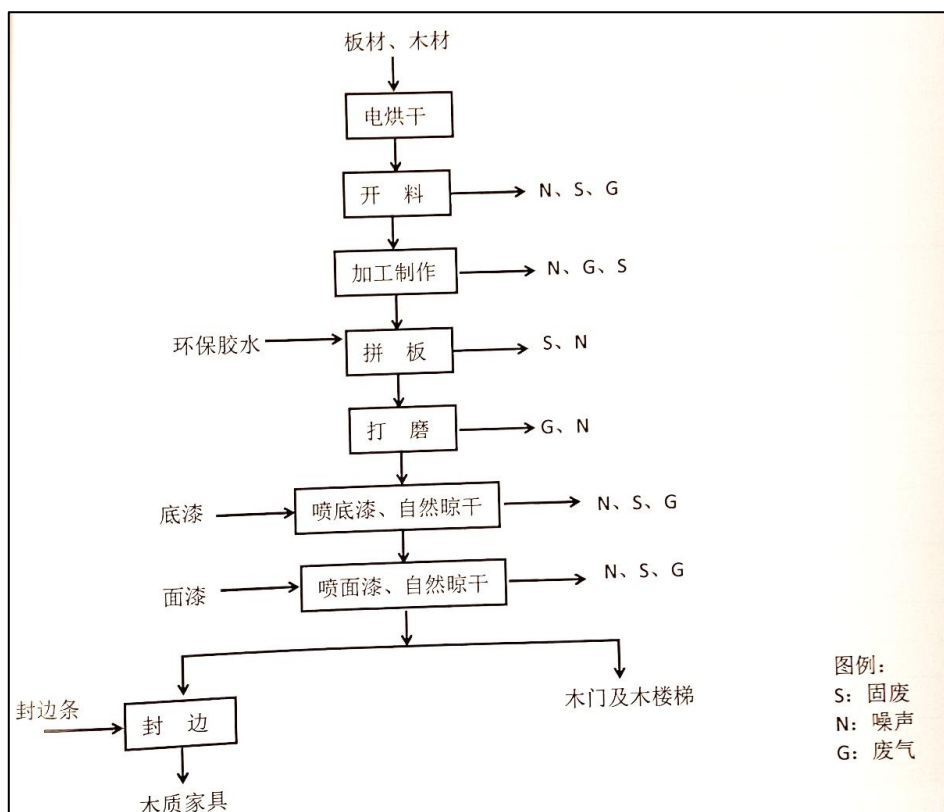 板材、木材
电烘干
开 料
N、S、G
加工制作
N、G、S
环保胶水
拼 板
S、N
打 磨
G、N
底漆
喷底漆、自然晾干
N、S、G
面漆
喷面漆、自然晾干
N、S、G
封边条
封 边
木门及木楼梯
木质家具
图例：
S：固废
N：噪声
G：废气